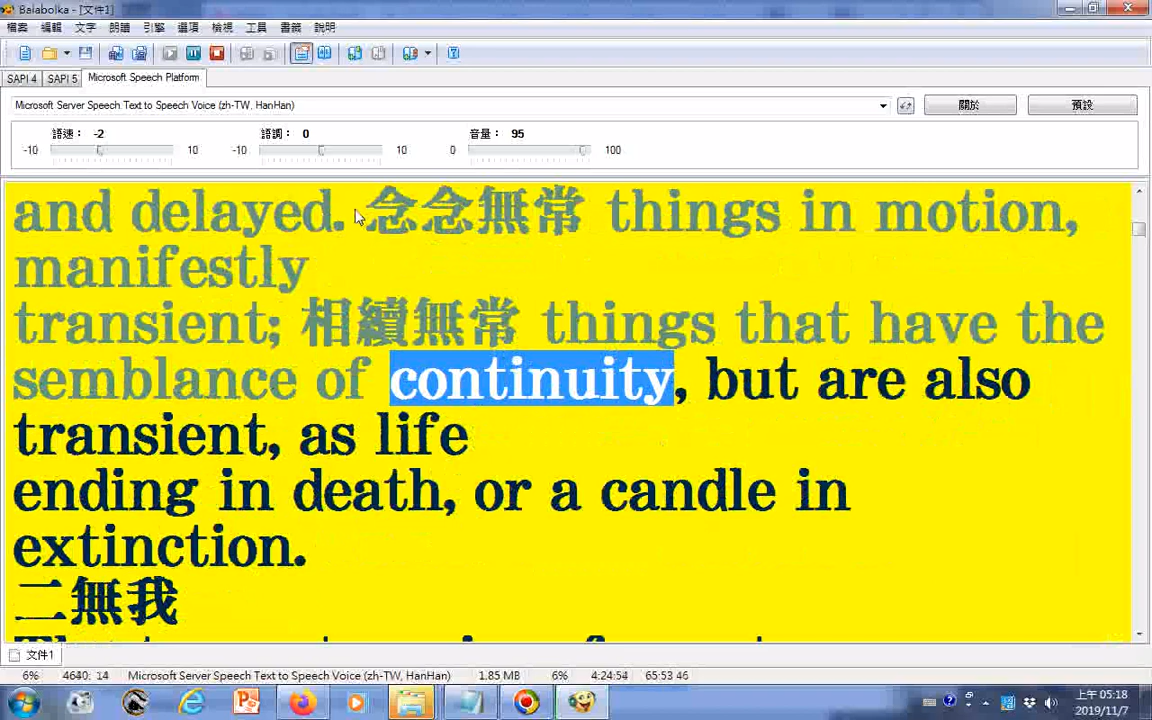 Balabolka - [文件1]
檔案 編輯 文字 朗讀 引擎 選項 檢視 工具 書籤 說明
SAPI 4 SAPI 5 Microsoft Speech Platform
Microsoft Server Speech Text to Speech Voice (zh-TW, HanHan) 關於 預設
語速： -2 語調： 0 音量： 95
-10 10 -10 10 0 100
and delayed. 念念無常 things in motion,
manifestly
transient; 相續無常 things that have the
semblance of continuity, but are also
transient, as life
ending in death, or a candle in
extinction.
二無我
文件1
6% 4640: 14 Microsoft Server Speech Text to Speech Voice (zh-TW, HanHan) 1.85 MB 6% 4:24:54 65:53 46
上午 05:18
2019/11/7